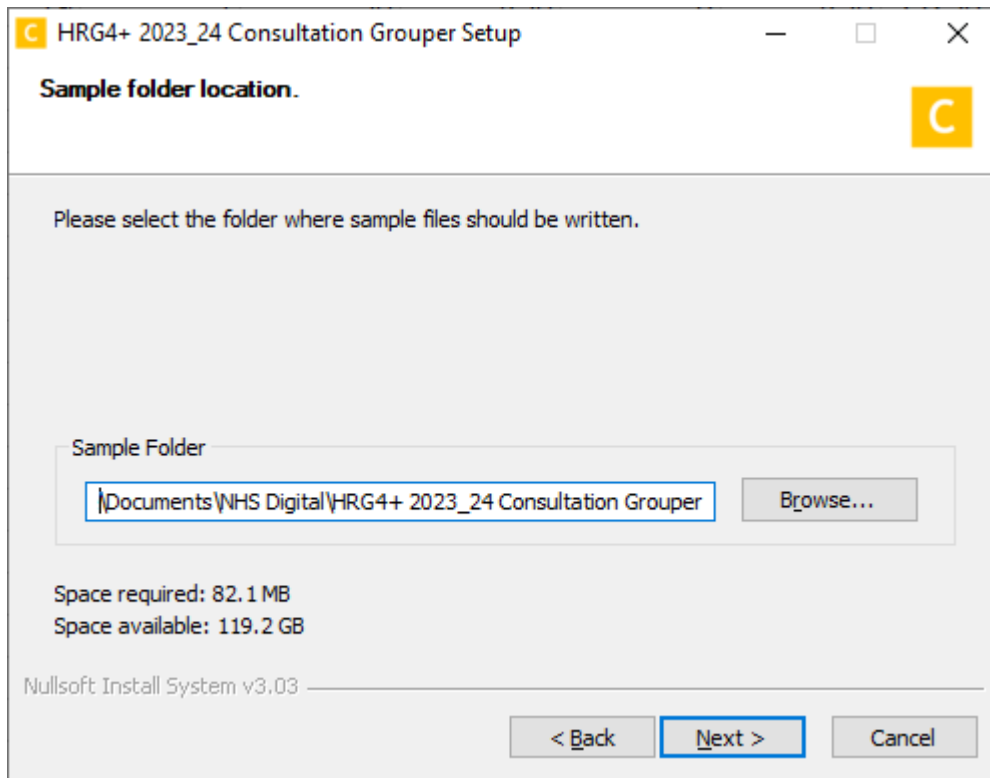 C HRG4+ 2023_24 Consultation Grouper Setup
Sample folder location.
C
Please select the folder where sample files should be written.
Sample Folder
\Documents\NHS Digital\HRG4+ 2023_24 Consultation Grouper
Browse...
Space required: 82.1 MB
Space available: 119.2 GB
Nullsoft Install System v3.03
< Back
Next >
Cancel